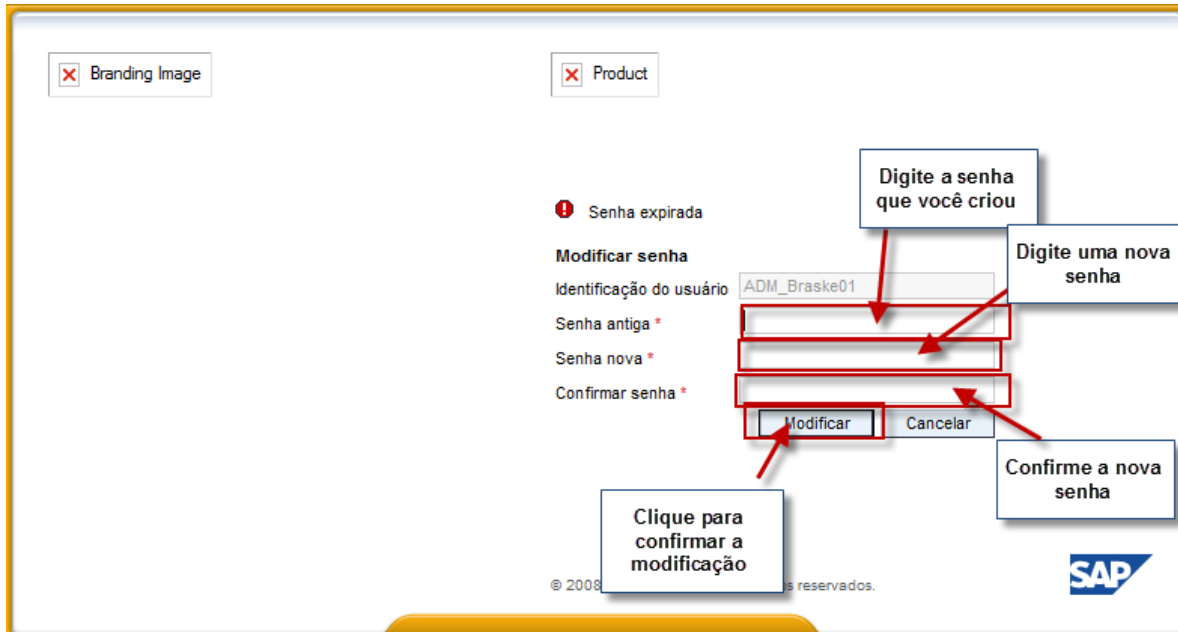 Branding Image
Product
Digite a senha
que você criou
Senha expirada
Digite uma nova
senha
Modificar senha
Identificação do usuário ADM_Braske01
Senha antiga *
Senha nova *
Confirmar senha *
Modificar Cancelar
Confirme a nova
senha
Clique para
confirmar a
modificação
© 2008 reservados.
SAP